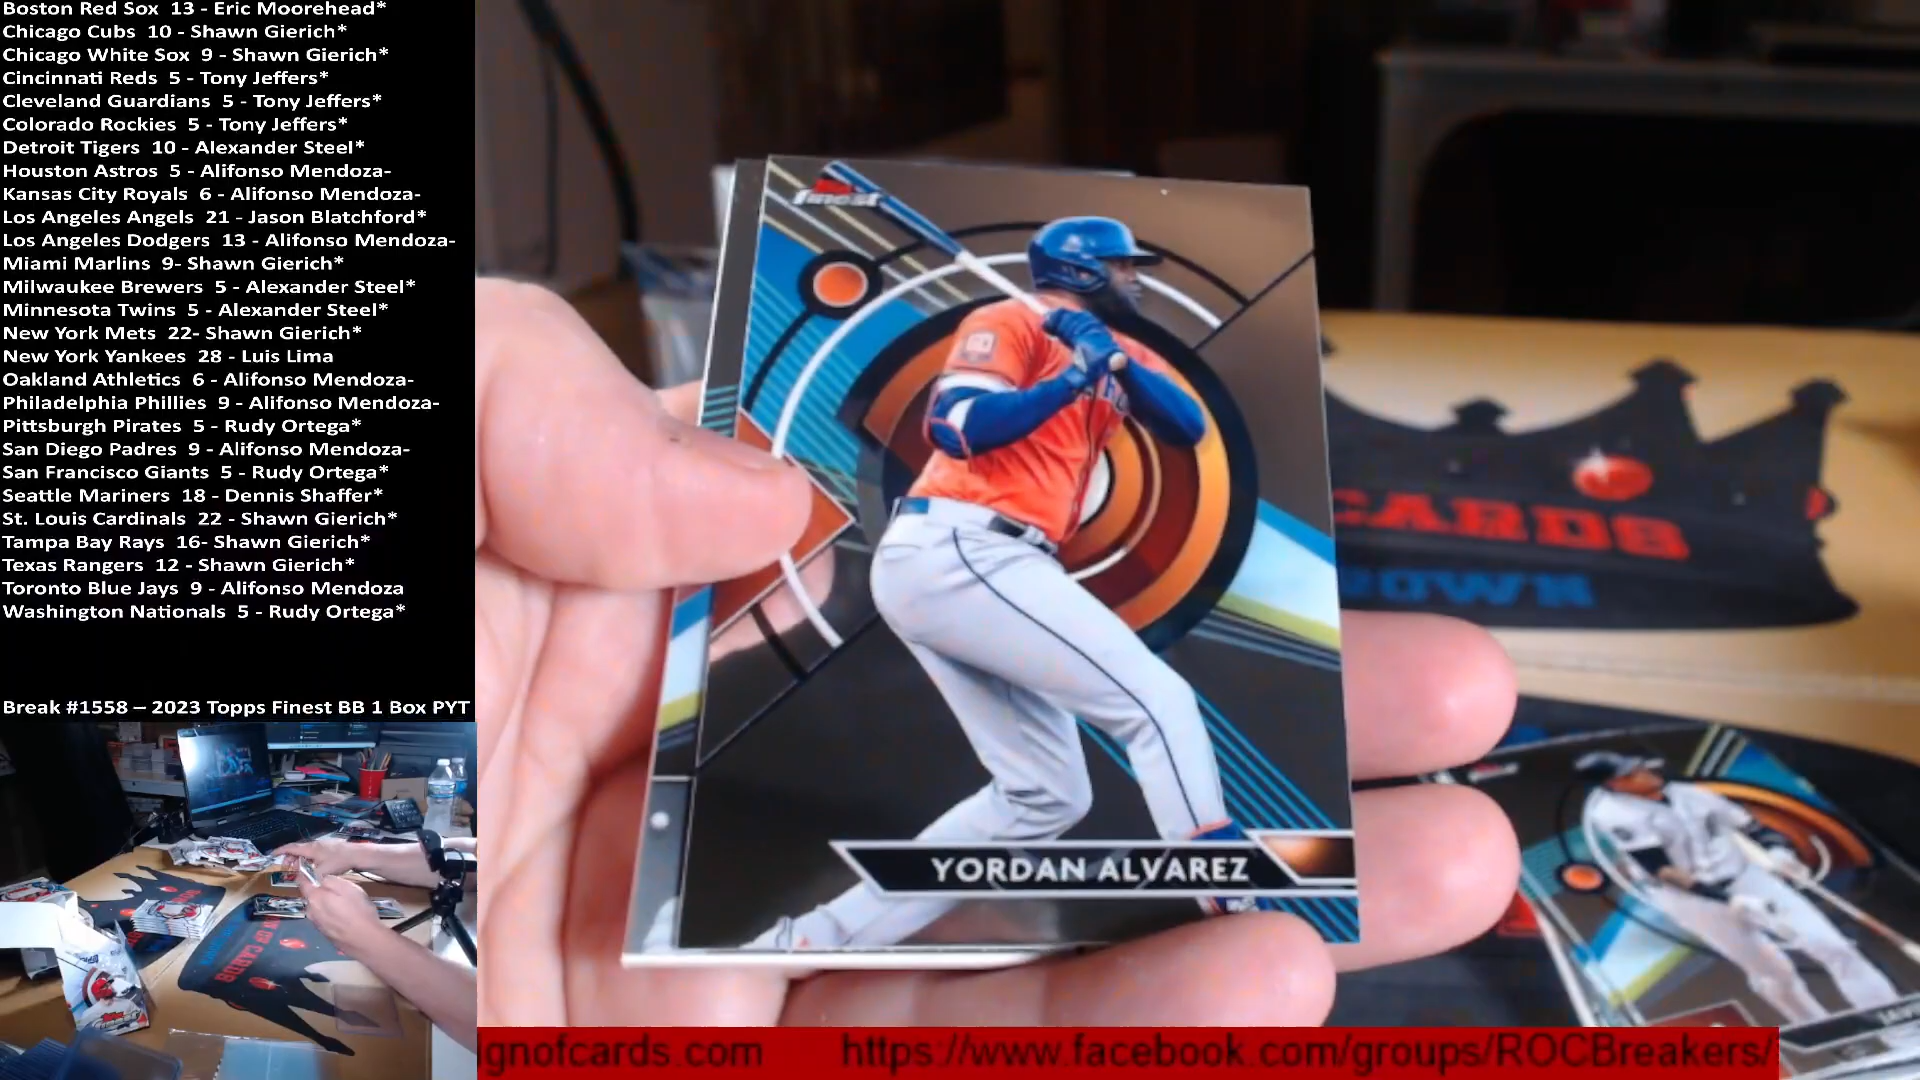 Boston Red Sox 13 - Eric Moorehead*
Chicago Cubs 10 - Shawn Gierich*
Chicago White Sox 9 - Shawn Gierich*
Cincinnati Reds 5 - Tony Jeffers*
Cleveland Guardians 5 - Tony Jeffers*
Colorado Rockies 5 - Tony Jeffers*
Detroit Tigers 10 - Alexander Steel*
Houston Astros 5 - Alifonso Mendoza-
Kansas City Royals 6 - Alifonso Mendoza-
Los Angeles Angels 21 - Jason Blatchford*
Los Angeles Dodgers 13 - Alifonso Mendoza-
Miami Marlins 9- Shawn Gierich*
Milwaukee Brewers 5 - Alexander Steel*
Minnesota Twins 5 - Alexander Steel*
New York Mets 22- Shawn Gierich*
New York Yankees 28 - Luis Lima
Oakland Athletics 6 - Alifonso Mendoza-
Philadelphia Phillies 9 - Alifonso Mendoza-
Pittsburgh Pirates 5 - Rudy Ortega*
San Diego Padres 9 - Alifonso Mendoza-
San Francisco Giants 5 - Rudy Ortega*
Seattle Mariners 18 - Dennis Shaffer*
St. Louis Cardinals 22 - Shawn Gierich*
Tampa Bay Rays 16- Shawn Gierich*
Texas Rangers 12 - Shawn Gierich*
Toronto Blue Jays 9 - Alifonso Mendoza
Washington Nationals 5 - Rudy Ortega*
Break #1558 – 2023 Topps Finest BB 1 Box PYT
finest
YORDAN ALVAREZ
CARDS
OF CARDS
ignofcards.com https://www.facebook.com/groups/ROCBreakers/